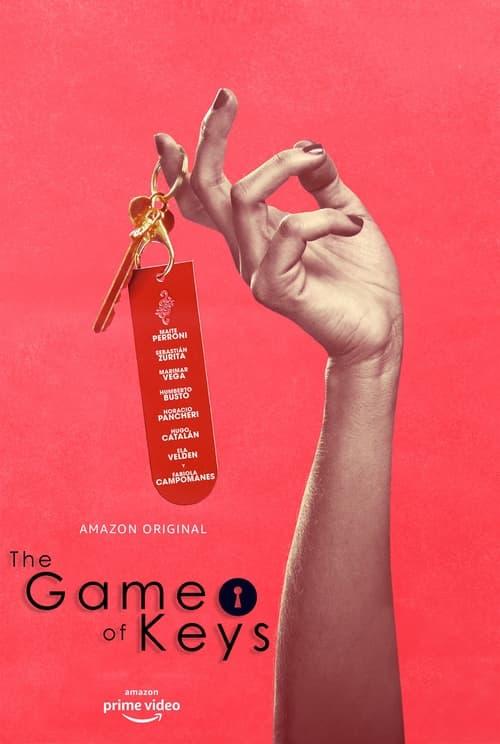 MAITE
PERRONI
SEBASTIÁN
ZURITA
MARIMAR
VEGA
HUMBERTO
BUSTO
HORACIO
PANCHERI
HUGO
CATALÁN
ELA
VELDEN
Y
FABIOLA
CAMPOMANES
AMAZON ORIGINAL
The
Game
of Keys
amazon
prime video